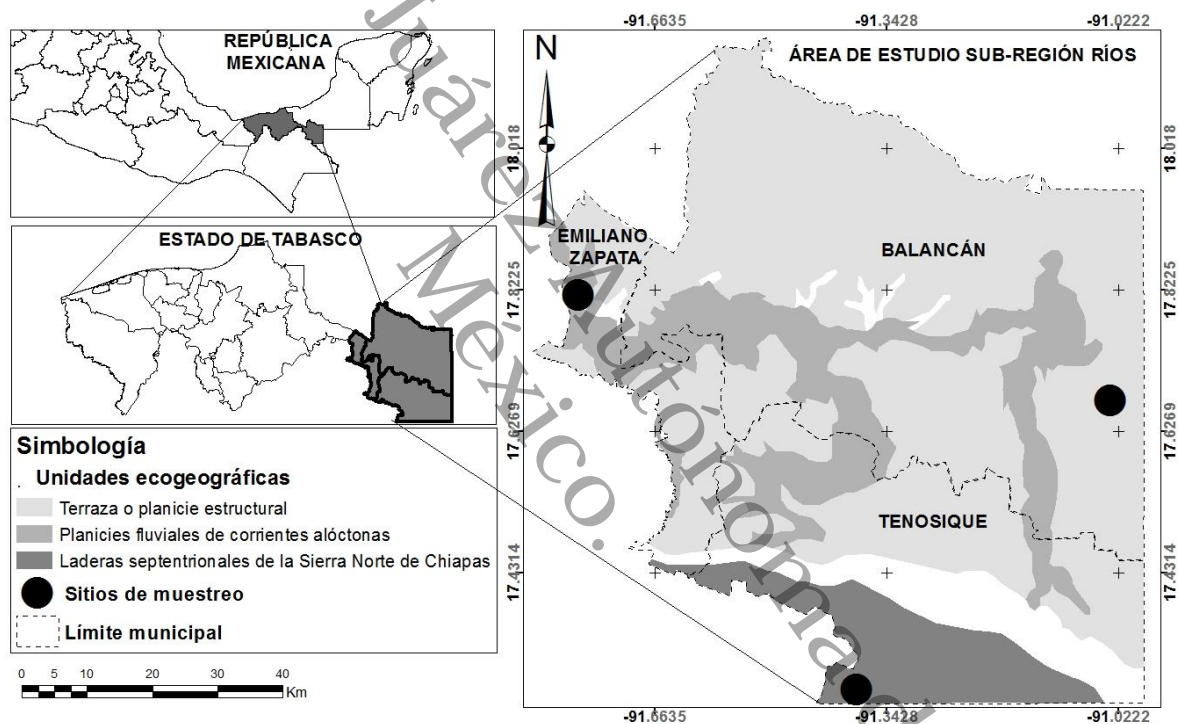 REPÚBLICA
MEXICANA
ESTADO DE TABASCO
Simbología
. Unidades ecogeográficas
Terraza o planicie estructural
Planicies fluviales de corrientes alóctonas
Laderas septentrionales de la Sierra Norte de Chiapas
Sitios de muestreo
Límite municipal
0 5 10 20 30 40
Km
-91.6635 -91.3428 -91.0222
N
ÁREA DE ESTUDIO SUB-REGIÓN RÍOS
18.018 18.018
EMILIANO
ZAPATA
BALANCÁN
17.8225 17.8225
17.6269 17.6269
TENOSIQUE
17.4314 17.4314
-91.6635 -91.3428 -91.0222
Juárez Autónoma de
México.